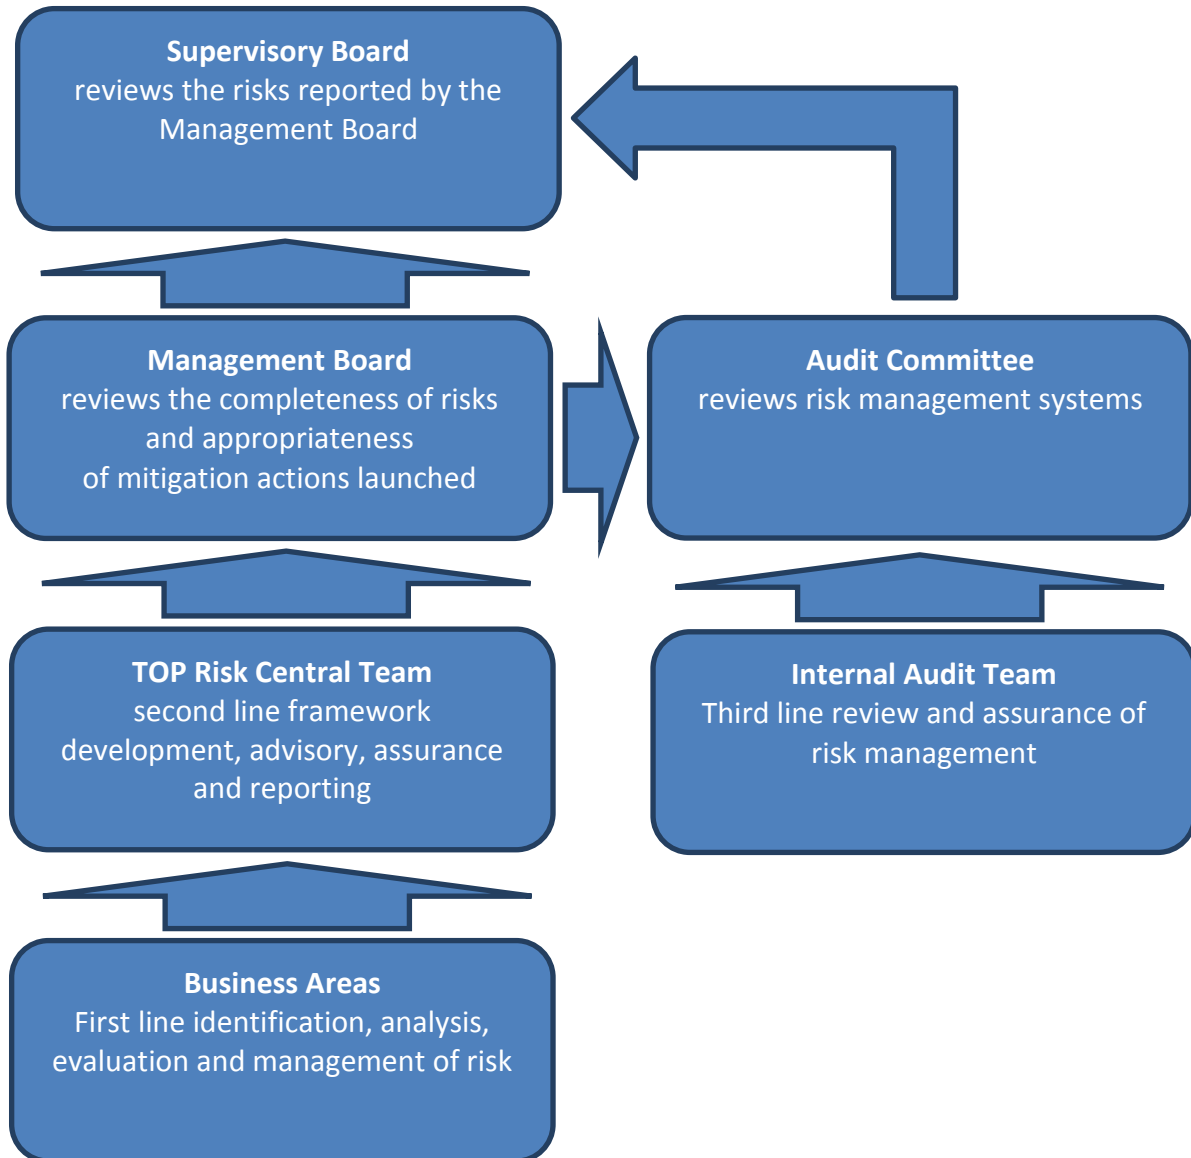 Supervisory Board
reviews the risks reported by the
Management Board
Management Board
reviews the completeness of risks
and appropriateness
of mitigation actions launched
Audit Committee
reviews risk management systems
TOP Risk Central Team
second line framework
development, advisory, assurance
and reporting
Internal Audit Team
Third line review and assurance of
risk management
Business Areas
First line identification, analysis,
evaluation and management of risk